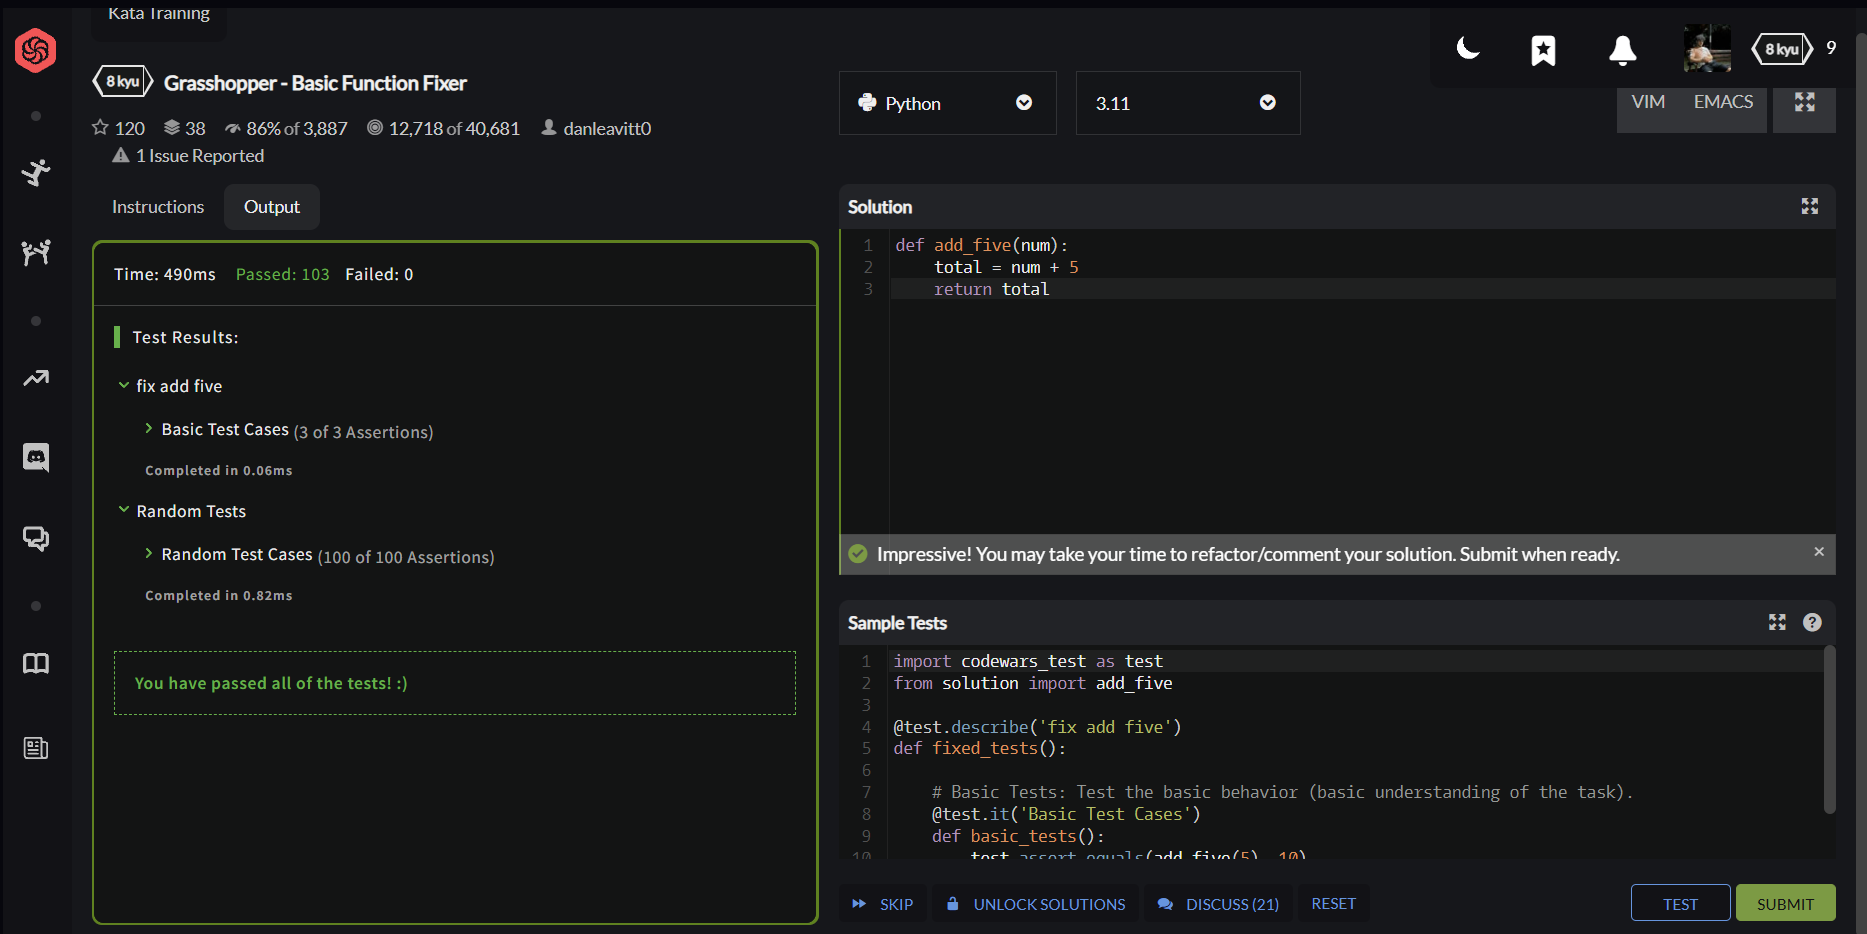 Kata Training
8 kyu 9
8 kyu Grasshopper - Basic Function Fixer
120 38 86% of 3,887 12,718 of 40,681 danleavitt0
1 Issue Reported
Python 3.11 VIM EMACS
Instructions Output
Time: 490ms Passed: 103 Failed: 0
Test Results:
fix add five
Basic Test Cases (3 of 3 Assertions)
Completed in 0.06ms
Random Tests
Random Test Cases (100 of 100 Assertions)
Completed in 0.82ms
You have passed all of the tests! :)
Solution
1 def add_five(num):
2     total = num + 5
3     return total
Impressive! You may take your time to refactor/comment your solution. Submit when ready. ×
Sample Tests ?
1 import codewars_test as test
2 from solution import add_five
3
4 @test.describe('fix add five')
5 def fixed_tests():
6
7     # Basic Tests: Test the basic behavior (basic understanding of the task).
8     @test.it('Basic Test Cases')
9     def basic_tests():
10         test.assert_equals(add_five(5), 10)
SKIP UNLOCK SOLUTIONS DISCUSS (21) RESET TEST SUBMIT